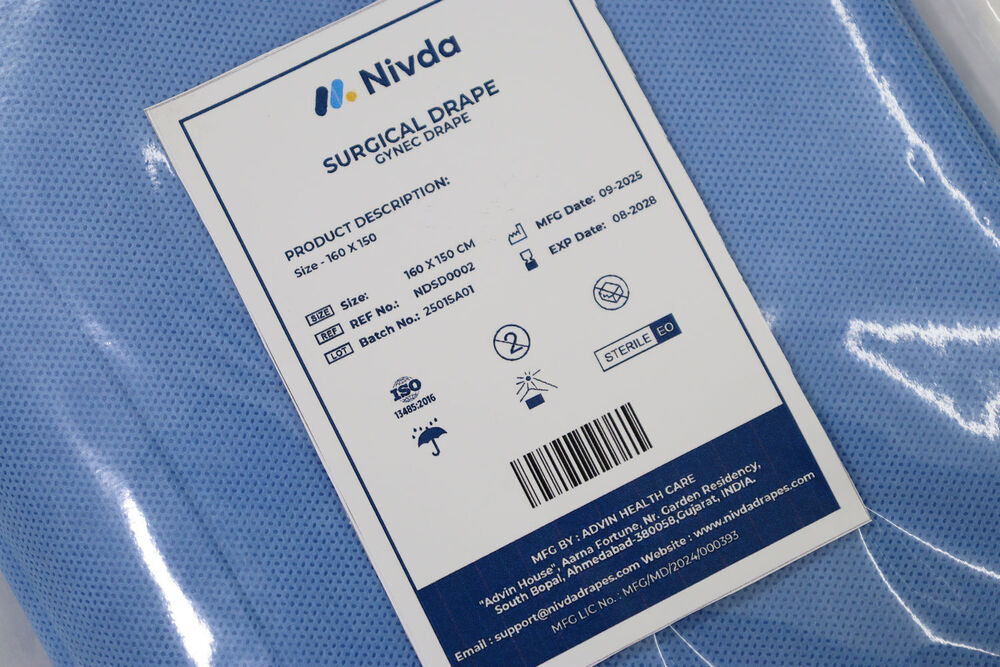 Nivda
SURGICAL DRAPE
GYNEC DRAPE
PRODUCT DESCRIPTION:
Size - 160 X 150
SIZE Size: 160 X 150 CM
REF REF No.: NDSD0002
LOT Batch No.: 25015A01
MFG Date: 09-2025
EXP Date: 08-2028
2
STERILE EO
ISO
13485:2016
MFG BY : ADVIN HEALTH CARE
"Advin House", Aarna Fortune, Nr. Garden Residency,
South Bopal, Ahmedabad-380058,Gujarat, INDIA.
Email : support@nivdadrapes.com Website : www.nivdadrapes.com
MFG LIC No. : MFG/MD/2024/000393